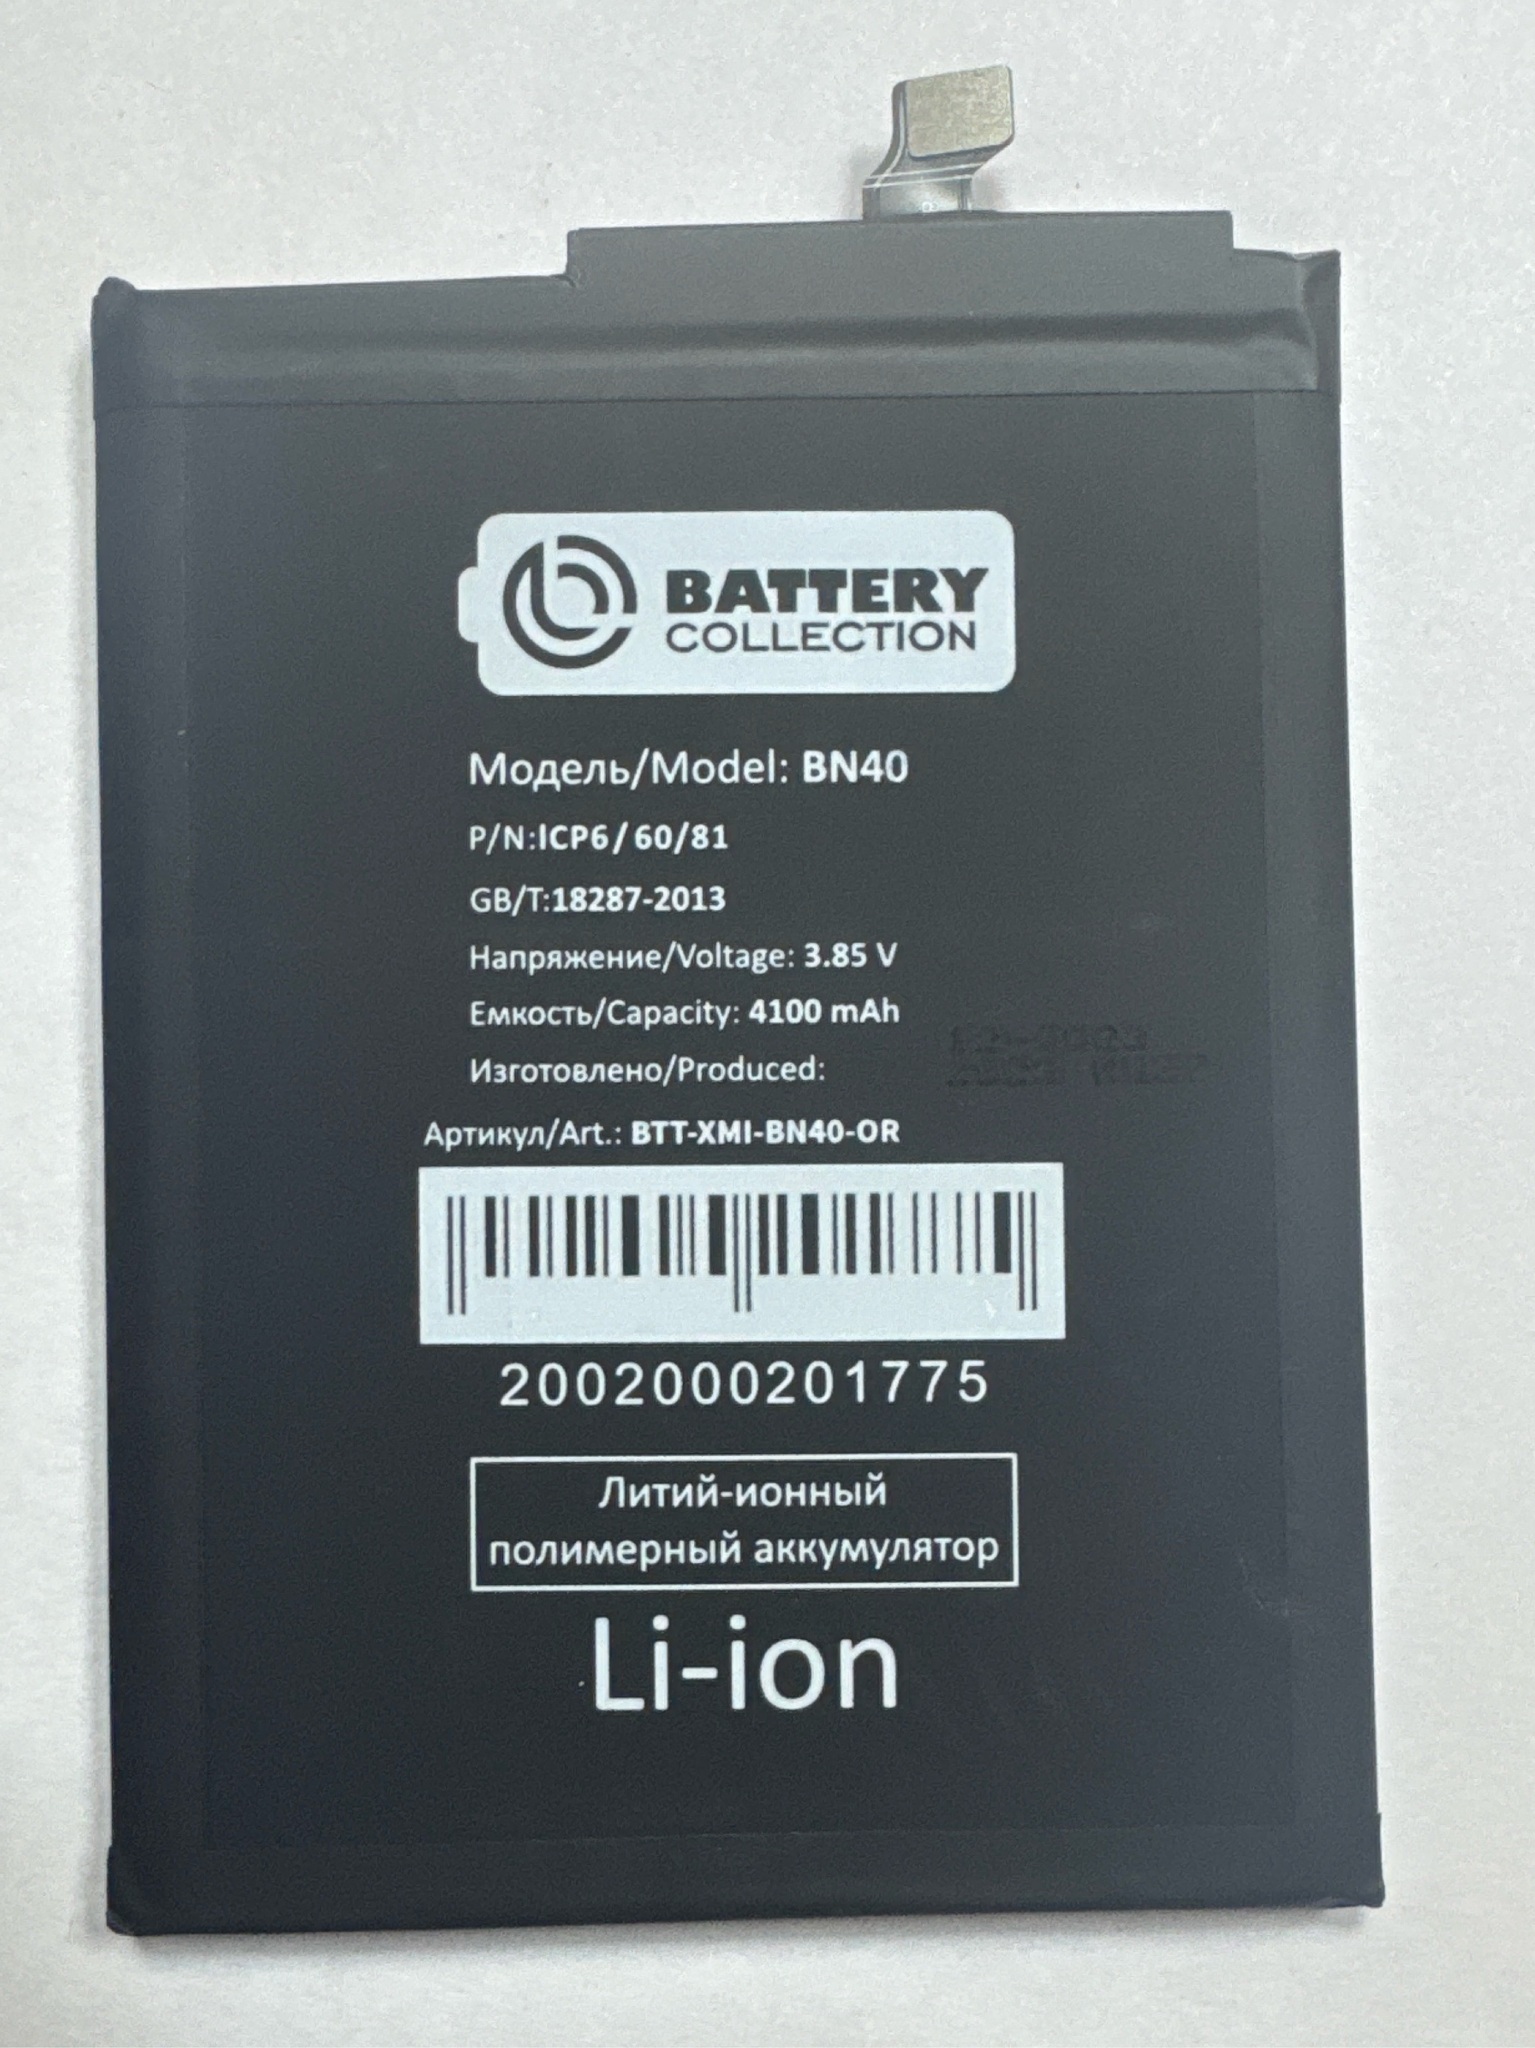 BATTERY
COLLECTION
Модель/Model: BN40
P/N:ICP6/60/81
GB/T:18287-2013
Напряжение/Voltage: 3.85 V
Емкость/Capacity: 4100 mAh
Изготовлено/Produced:
Артикул/Art.: BTT-XMI-BN40-OR
2002000201775
Литий-ионный
полимерный аккумулятор
Li-ion